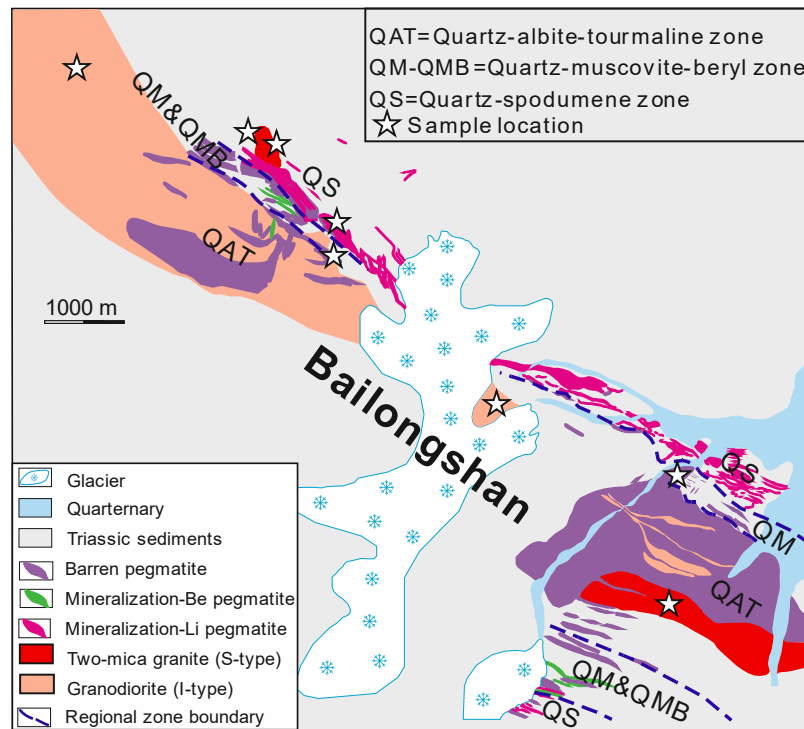 QAT=Quartz-albite-tourmaline zone
QM-QMB=Quartz-muscovite-beryl zone
QS=Quartz-spodumene zone
Sample location
QM&QMB
QS
QAT
1000 m
Bailongshan
QS
QM
QAT
QM&QMB
QS
Glacier
Quarternary
Triassic sediments
Barren pegmatite
Mineralization-Be pegmatite
Mineralization-Li pegmatite
Two-mica granite (S-type)
Granodiorite (I-type)
Regional zone boundary